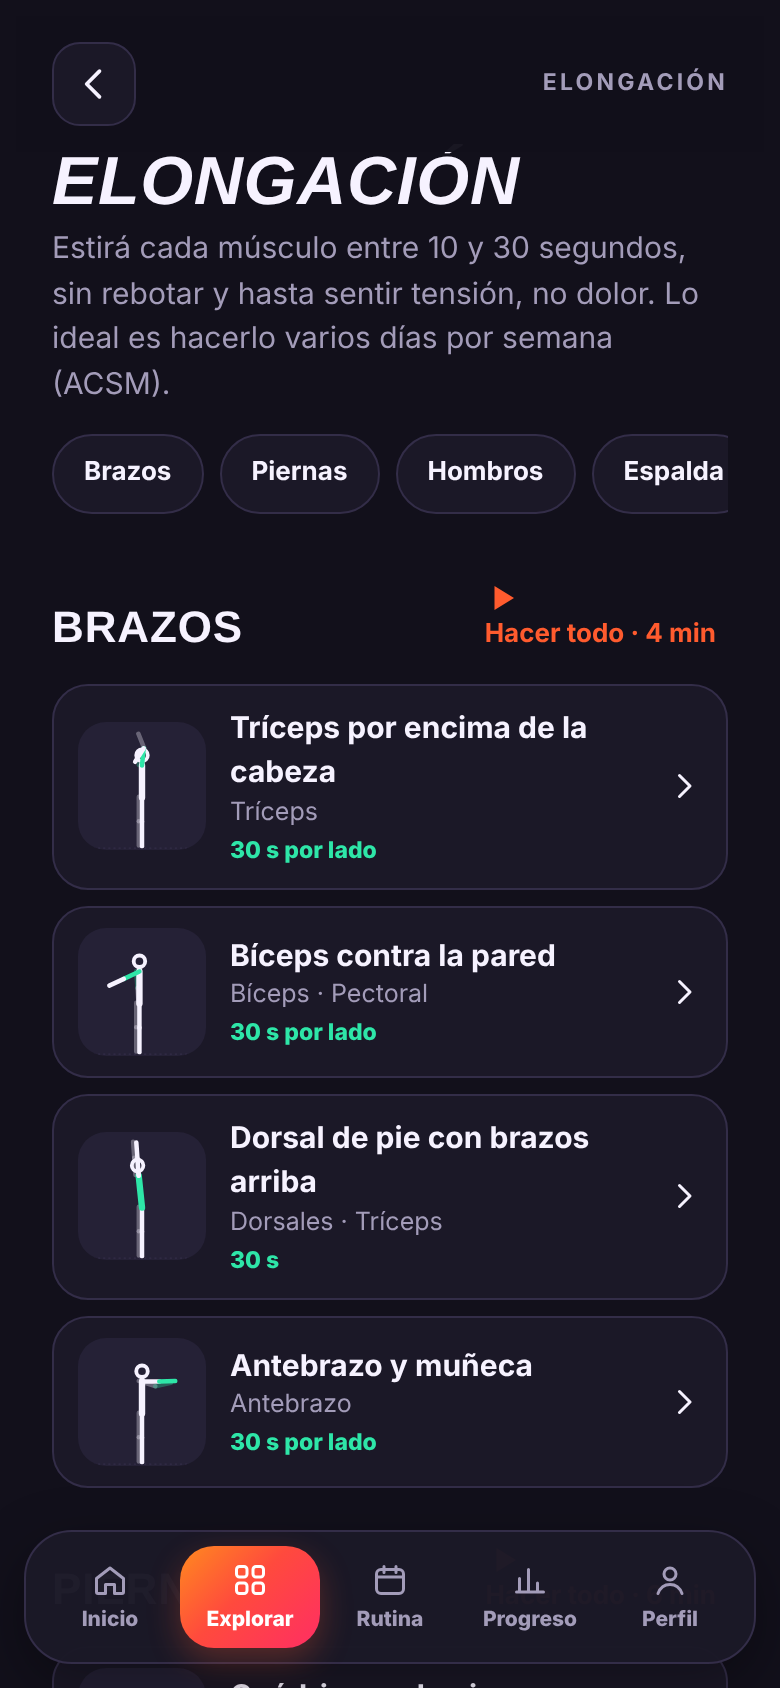 ELONGACIÓN
ELONGACIÓN
Estirá cada músculo entre 10 y 30 segundos,
sin rebotar y hasta sentir tensión, no dolor. Lo
ideal es hacerlo varios días por semana
(ACSM).
Brazos Piernas Hombros Espalda
BRAZOS
Hacer todo · 4 min
Tríceps por encima de la
cabeza
Tríceps
30 s por lado
Bíceps contra la pared
Bíceps · Pectoral
30 s por lado
Dorsal de pie con brazos
arriba
Dorsales · Tríceps
30 s
Antebrazo y muñeca
Antebrazo
30 s por lado
Inicio Explorar Rutina Progreso Perfil